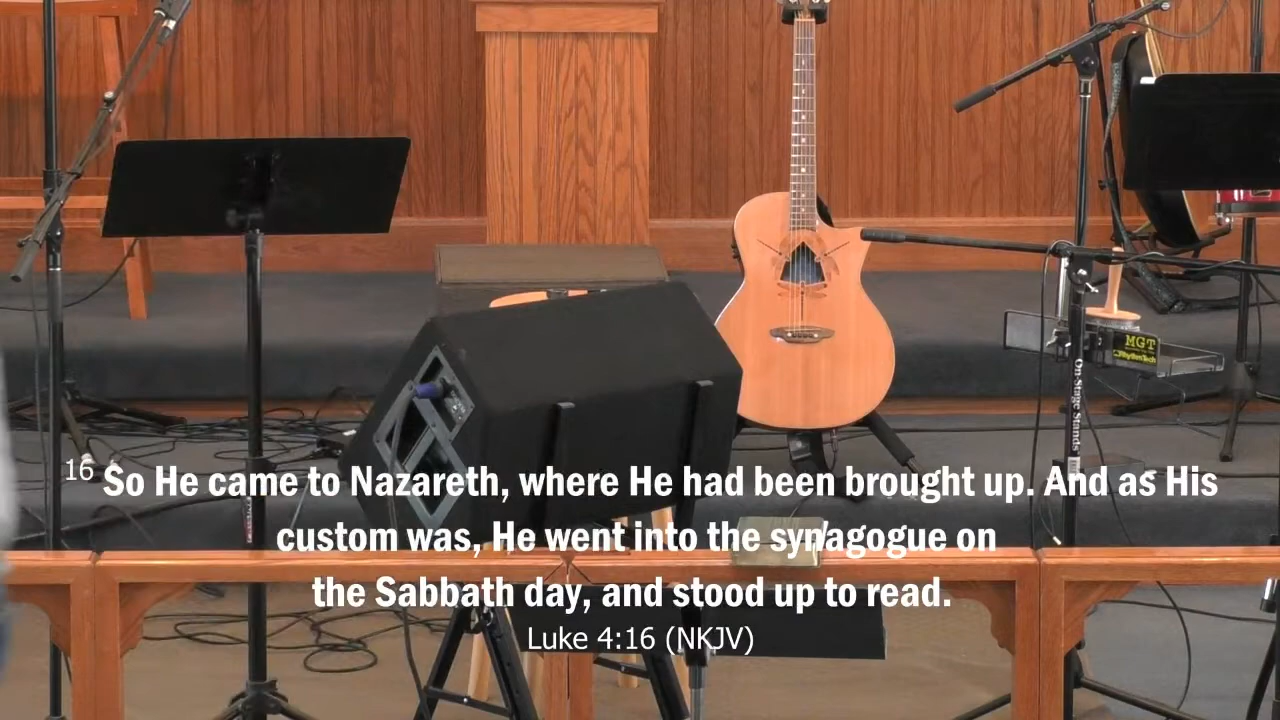 MGT
RhythmTech
On-Stage Stands
16 So He came to Nazareth, where He had been brought up. And as His
custom was, He went into the synagogue on
the Sabbath day, and stood up to read.
Luke 4:16 (NKJV)